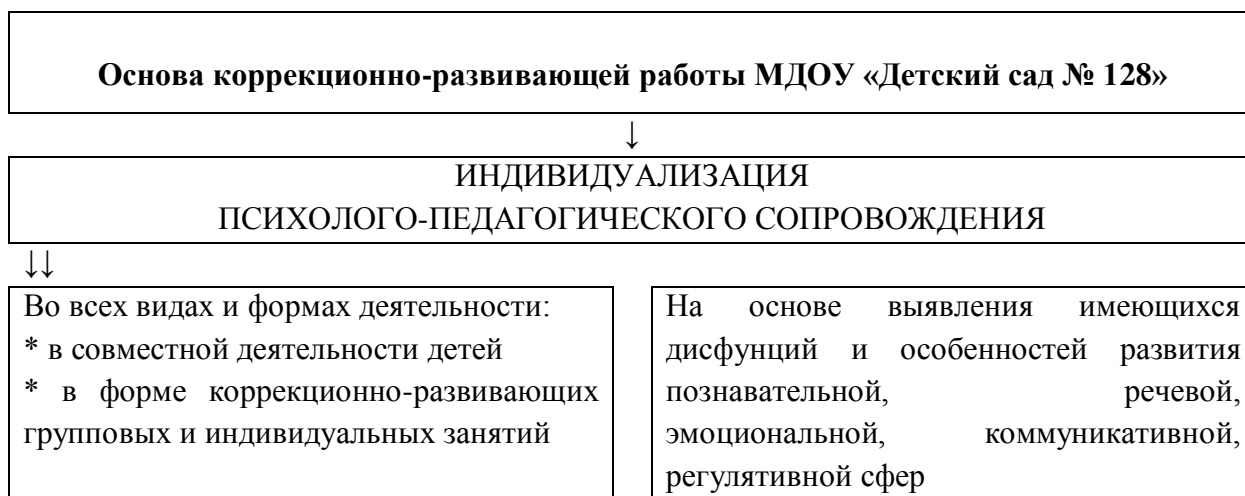 Основа коррекционно-развивающей работы МДОУ «Детский сад № 128»
↓
ИНДИВИДУАЛИЗАЦИЯ
ПСИХОЛОГО-ПЕДАГОГИЧЕСКОГО СОПРОВОЖДЕНИЯ
↓↓
Во всех видах и формах деятельности:
* в совместной деятельности детей
* в форме коррекционно-развивающих
групповых и индивидуальных занятий
На основе выявления имеющихся
дисфунций и особенностей развития
познавательной, речевой,
эмоциональной, коммуникативной,
регулятивной сфер